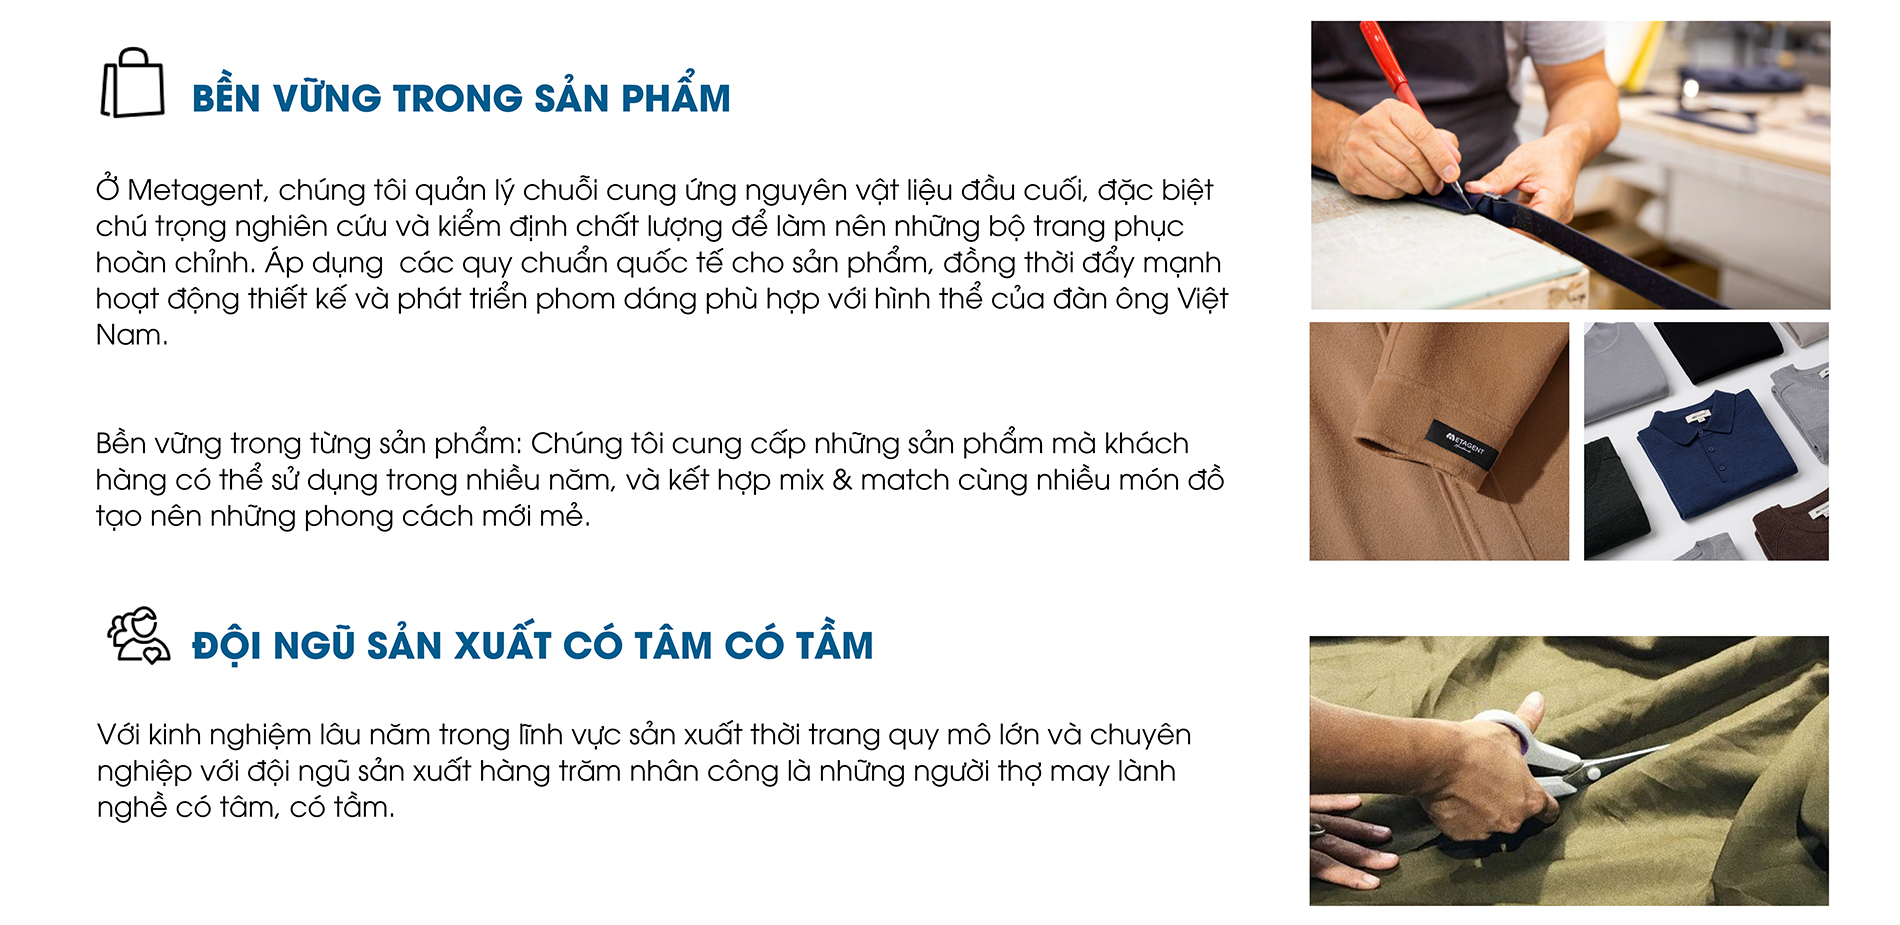 BỀN VỮNG TRONG SẢN PHẨM
Ở Metagent, chúng tôi quản lý chuỗi cung ứng nguyên vật liệu đầu cuối, đặc biệt
chú trọng nghiên cứu và kiểm định chất lượng để làm nên những bộ trang phục
hoàn chỉnh. Áp dụng  các quy chuẩn quốc tế cho sản phẩm, đồng thời đẩy mạnh
hoạt động thiết kế và phát triển phom dáng phù hợp với hình thể của đàn ông Việt
Nam.
Bền vững trong từng sản phẩm: Chúng tôi cung cấp những sản phẩm mà khách
hàng có thể sử dụng trong nhiều năm, và kết hợp mix & match cùng nhiều món đồ
tạo nên những phong cách mới mẻ.
METAGENT
ĐỘI NGŨ SẢN XUẤT CÓ TÂM CÓ TẦM
Với kinh nghiệm lâu năm trong lĩnh vực sản xuất thời trang quy mô lớn và chuyên
nghiệp với đội ngũ sản xuất hàng trăm nhân công là những người thợ may lành
nghề có tâm, có tầm.